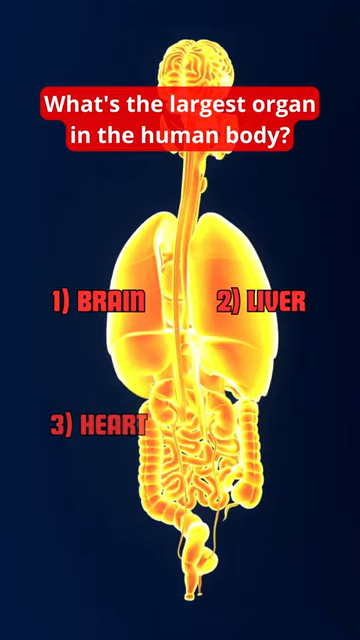 What's the largest organ
in the human body?
1) BRAIN
2) LIVER
3) HEART